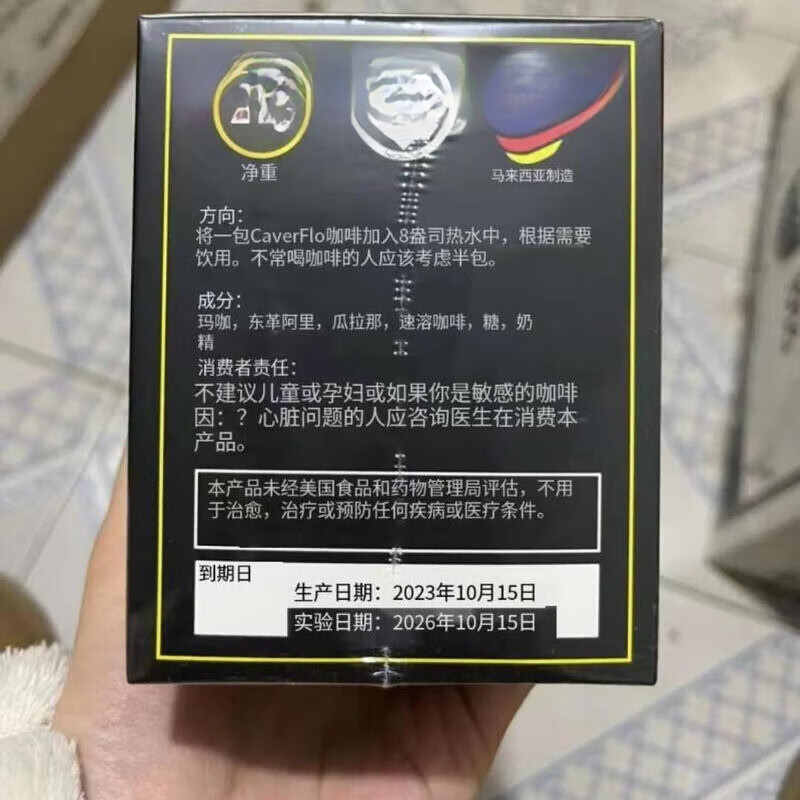 净重
马来西亚制造
方向：
将一包CaverFlo咖啡加入8盎司热水中，根据需要
饮用。不常喝咖啡的人应该考虑半包。
成分：
玛咖，东革阿里，瓜拉那，速溶咖啡，糖，奶
精
消费者责任：
不建议儿童或孕妇或如果你是敏感的咖啡
因：？心脏问题的人应咨询医生在消费本
产品。
本产品未经美国食品和药物管理局评估，不用
于治愈，治疗或预防任何疾病或医疗条件。
到期日
生产日期：2023年10月15日
实验日期：2026年10月15日